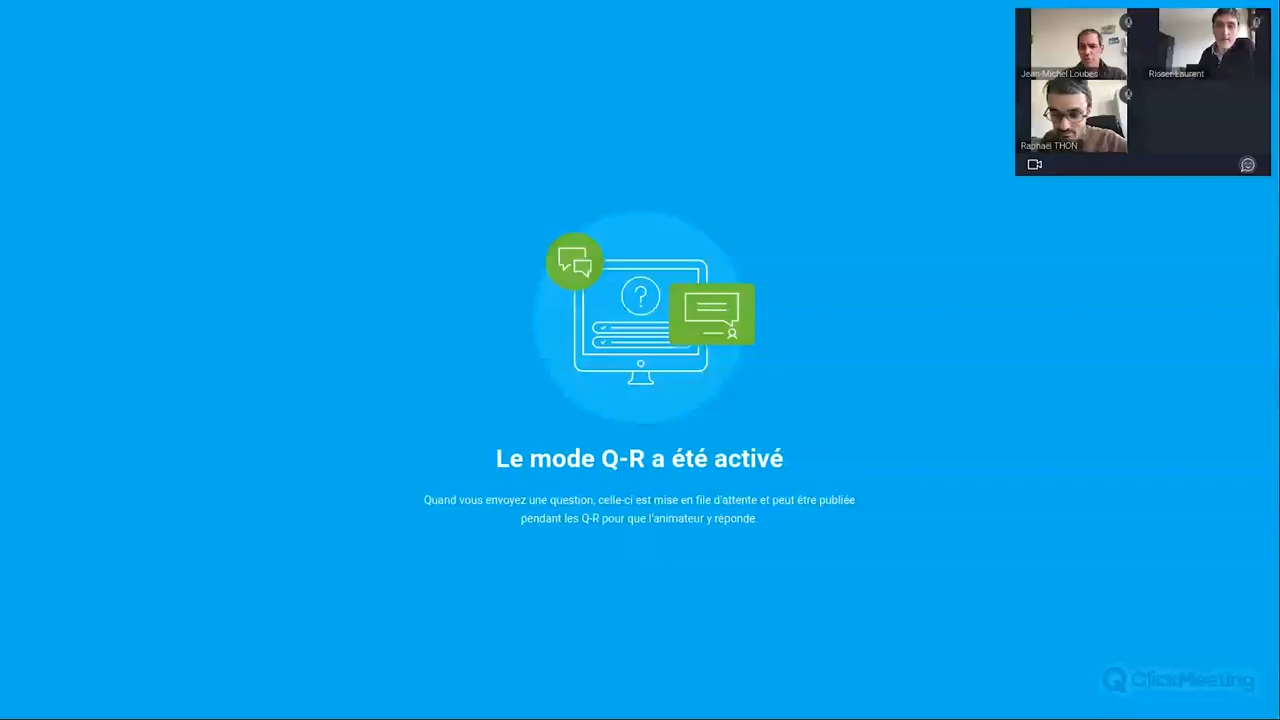 Jean-Michel Loubes
Risser Laurent
Raphaël THON
?
Le mode Q-R a été activé
Quand vous envoyez une question, celle-ci est mise en file d'attente et peut être publiée
pendant les Q-R pour que l'animateur y réponde.
ClickMeeting